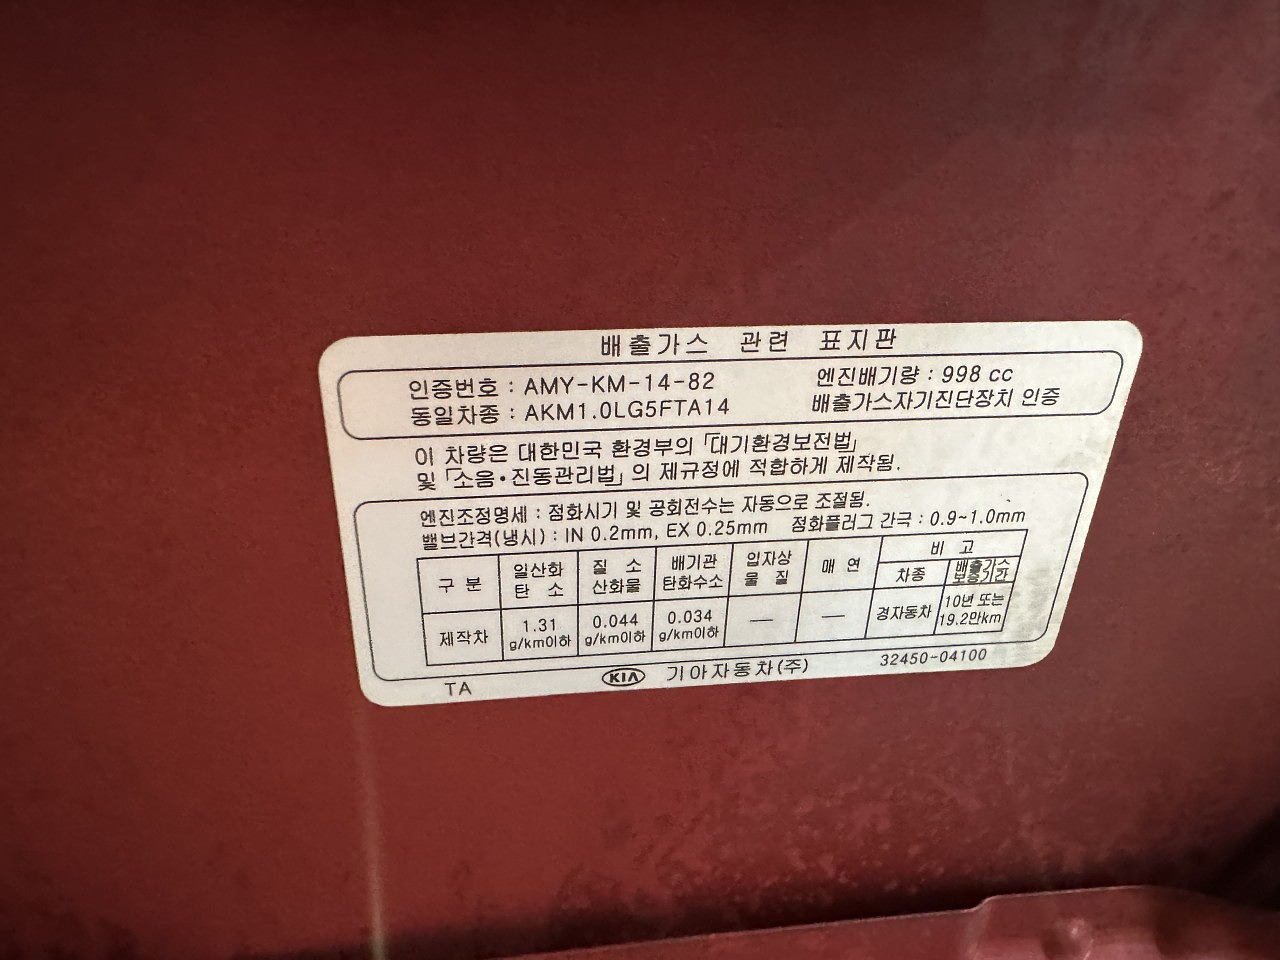 배출가스 관련 표지판
인증번호 : AMY-KM-14-82 엔진배기량 : 998 cc
동일차종 : AKM1.0LG5FTA14 배출가스자기진단장치 인증
이 차량은 대한민국 환경부의 「대기환경보전법」
및 「소음·진동관리법」의 제규정에 적합하게 제작됨.
엔진조정명세 : 점화시기 및 공회전수는 자동으로 조절됨.
밸브간격(냉시) : IN 0.2mm, EX 0.25mm 점화플러그 간극 : 0.9~1.0mm
구 분 일산화탄 소 질 소산화물 배기관탄화수소 입자상물 질 매 연 비 고
차종 배출가스보증기간
제작차 1.31g/km이하 0.044g/km이하 0.034g/km이하 — — 경자동차 10년 또는19.2만km
TA KIA 기아자동차(주) 32450-04100